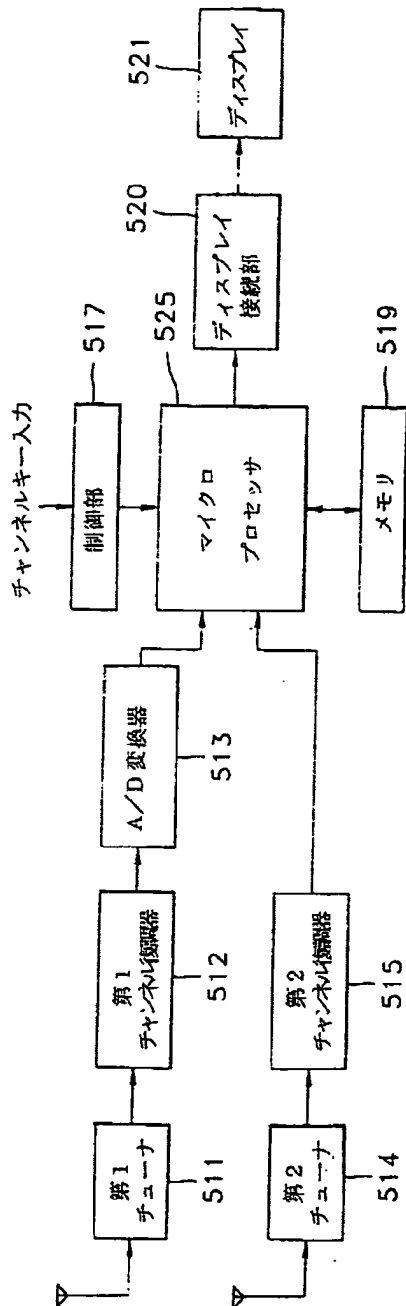 チャンネルキー入力
517
制御部
第1
チューナ
511
第1
チャンネル復調器
512
A/D変換器
513
マイクロ
プロセッサ
525
ディスプレイ
接続部
520
ディスプレイ
521
第2
チューナ
514
第2
チャンネル復調器
515
メモリ
519